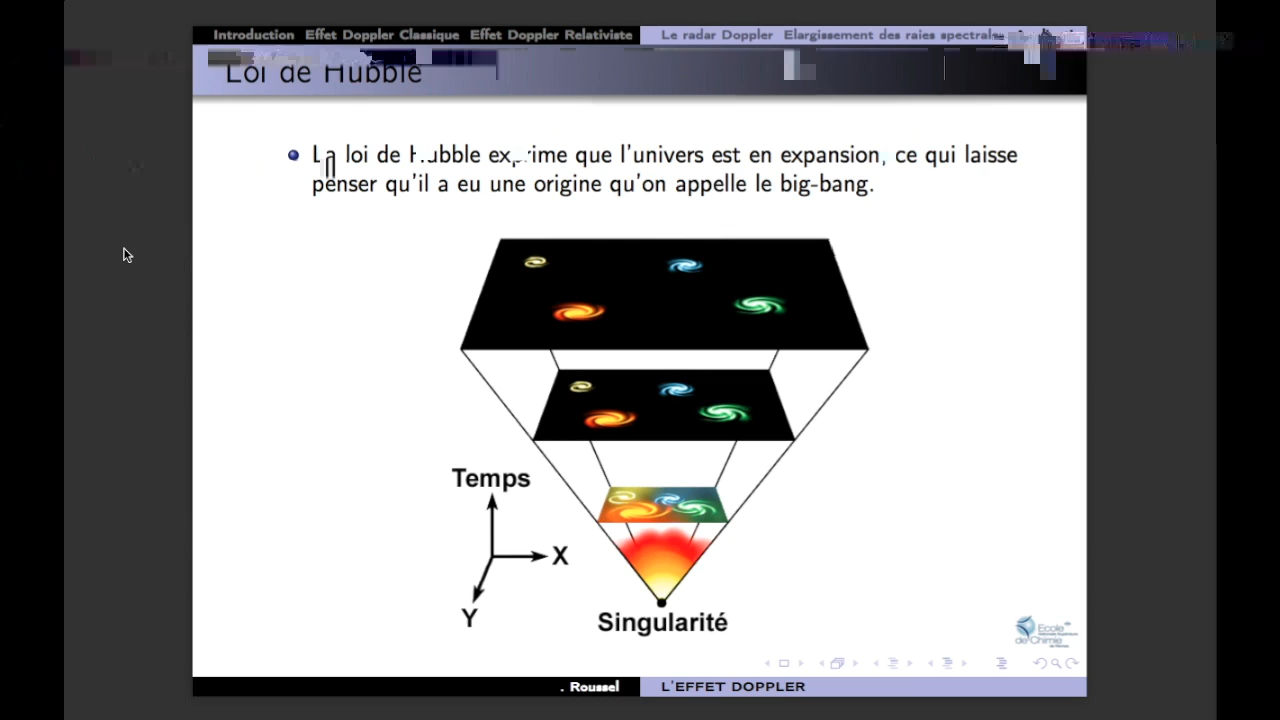 Introduction Effet Doppler Classique Effet Doppler Relativiste Le radar Doppler Elargissement des raies spectrales
Loi de Hubble
La loi de Hubble exprime que l'univers est en expansion, ce qui laisse
penser qu'il a eu une origine qu'on appelle le big-bang.
Temps
X
Y
Singularité
Ecole
de Chimie
. Roussel L'EFFET DOPPLER